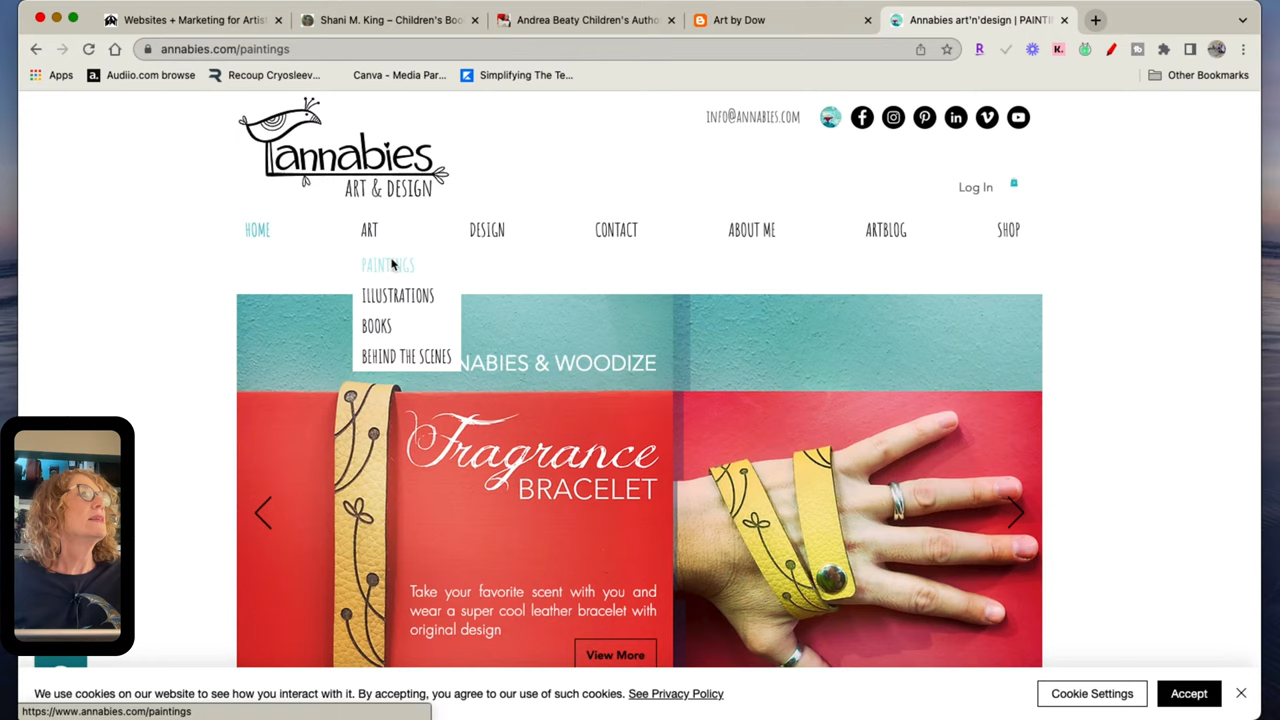 Websites + Marketing for Artist
Shani M. King – Children's Boo
Andrea Beaty Children's Autho
Art by Dow
Annabies art'n'design | PAINTIN
annabies.com/paintings
Apps
Audiio.com browse
Recoup Cryosleev...
Canva - Media Par...
Simplifying The Te...
Other Bookmarks
annabies
ART & DESIGN
INFO@ANNABIES.COM
Log In
HOME
ART
DESIGN
CONTACT
ABOUT ME
ARTBLOG
SHOP
PAINTINGS
ILLUSTRATIONS
BOOKS
BEHIND THE SCENES
NABIES & WOODIZE
Fragrance
BRACELET
Take your favorite scent with you and
wear a super cool leather bracelet with
original design
View More
We use cookies on our website to see how you interact with it. By accepting, you agree to our use of such cookies. See Privacy Policy
Cookie Settings
Accept
https://www.annabies.com/paintings